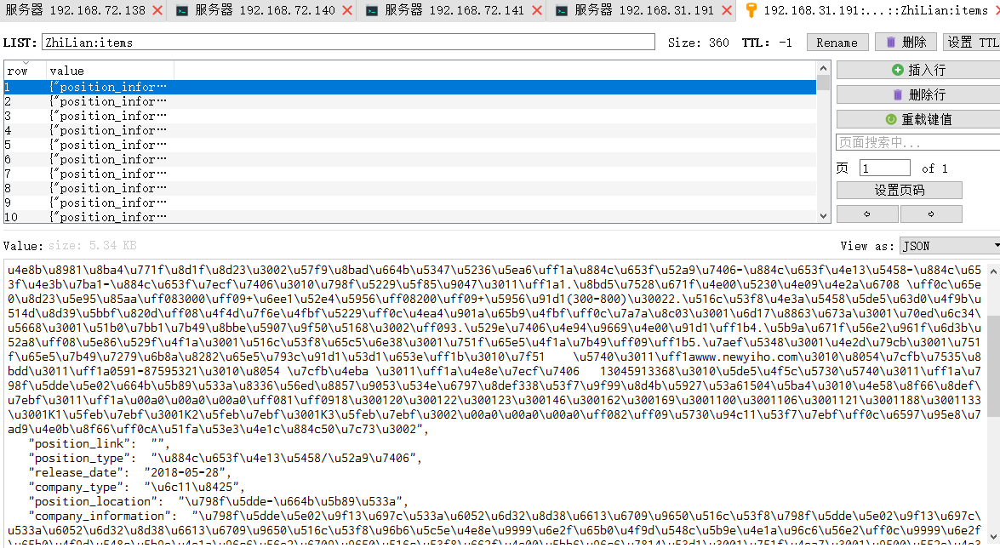 服务器 192.168.72.138 服务器 192.168.72.140 服务器 192.168.72.141 服务器 192.168.31.191 192.168.31.191:...::ZhiLian:items
LIST: ZhiLian:items Size: 360 TTL: -1 Rename 删除 设置 TTL
row value
1 {"position_infor…
2 {"position_infor…
3 {"position_infor…
4 {"position_infor…
5 {"position_infor…
6 {"position_infor…
7 {"position_infor…
8 {"position_infor…
9 {"position_infor…
10 {"position_infor…
插入行
删除行
重载键值
页面搜索中...
页 1 of 1
设置页码
Value: size: 5.34 KB View as: JSON
u4e8b\u8981\u8ba4\u771f\u8d1f\u8d23\u3002\u57f9\u8bad\u664b\u5347\u5236\u5ea6\uff1a\u884c\u653f\u52a9\u7406-\u884c\u653f\u4e13\u5458-\u884c\u65
3f\u4e3b\u7ba1-\u884c\u653f\u7ecf\u7406\u3010\u798f\u5229\u5f85\u9047\u3011\uff1a1.\u8bd5\u7528\u671f\u4e00\u5230\u4e09\u4e2a\u6708 \uff0c\u65e
0\u8d23\u5e95\u85aa\uff083000\uff09+\u6ee1\u52e4\u5956\uff08200\uff09+\u5956\u91d1(300-800)\u30022.\u516c\u53f8\u4e3a\u5458\u5de5\u63d0\u4f9b\u
514d\u8d39\u5bbf\u820d\uff08\u4f4d\u7f6e\u4fbf\u5229\uff0c\u4ea4\u901a\u65b9\u4fbf\uff0c\u7a7a\u8c03\u3001\u6d17\u8863\u673a\u3001\u70ed\u6c34\
u5668\u3001\u51b0\u7bb1\u7b49\u8bbe\u5907\u9f50\u5168\u3002\uff093.\u529e\u7406\u4e94\u9669\u4e00\u91d1\uff1b4.\u5b9a\u671f\u56e2\u961f\u6d3b\u
52a8\uff08\u5e86\u529f\u4f1a\u3001\u516c\u53f8\u65c5\u6e38\u3001\u751f\u65e5\u4f1a\u7b49\uff09\uff1b5.\u7aef\u5348\u3001\u4e2d\u79cb\u3001\u751
f\u65e5\u7b49\u7279\u6b8a\u8282\u65e5\u793c\u91d1\u53d1\u653e\uff1b\u3010\u7f51 \u5740\u3011\uff1awww.newyiho.com\u3010\u8054\u7cfb\u7535\u8
bdd\u3011\uff1a0591-87595321\u3010\u8054 \u7cfb\u4eba \u3011\uff1a\u4e8e\u7ecf\u7406 13045913368\u3010\u5de5\u4f5c\u5730\u5740\u3011\uff1a\u7
98f\u5dde\u5e02\u664b\u5b89\u533a\u8336\u56ed\u8857\u9053\u534e\u6797\u8def338\u53f7\u9f99\u8d4b\u5927\u53a61504\u5ba4\u3010\u4e58\u8f66\u8def\
u7ebf\u3011\uff1a\u00a0\u00a0\u00a0\uff081\uff0918\u300120\u300122\u300123\u300146\u300162\u300169\u3001100\u3001106\u3001121\u3001188\u3001133
\u3001K1\u5feb\u7ebf\u3001K2\u5feb\u7ebf\u3001K3\u5feb\u7ebf\u3002\u00a0\u00a0\u00a0\uff082\uff09\u5730\u94c11\u53f7\u7ebf\uff0c\u6597\u95e8\u7
ad9\u4e0b\u8f66\uff0cA\u51fa\u53e3\u4e1c\u884c50\u7c73\u3002",
"position_link": "",
"position_type": "\u884c\u653f\u4e13\u5458/\u52a9\u7406",
"release_date": "2018-05-28",
"company_type": "\u6c11\u8425",
"position_location": "\u798f\u5dde-\u664b\u5b89\u533a",
"company_information": "\u798f\u5dde\u5e02\u9f13\u697c\u533a\u6052\u6d32\u8d38\u6613\u6709\u9650\u516c\u53f8\u798f\u5dde\u5e02\u9f13\u697c\
u533a\u6052\u6d32\u8d38\u6613\u6709\u9650\u516c\u53f8\u96b6\u5c5e\u4e8e\u9999\u6e2f\u65b0\u4f9d\u548c\u5b9e\u4e1a\u96c6\u56e2\uff0c\u9999\u6e2f